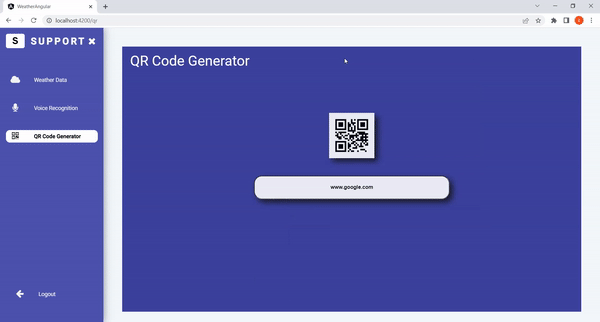 WeatherAngular
localhost:4200/qr
S SUPPORT
Weather Data
Voice Recognition
QR Code Generator
Logout
QR Code Generator
www.google.com